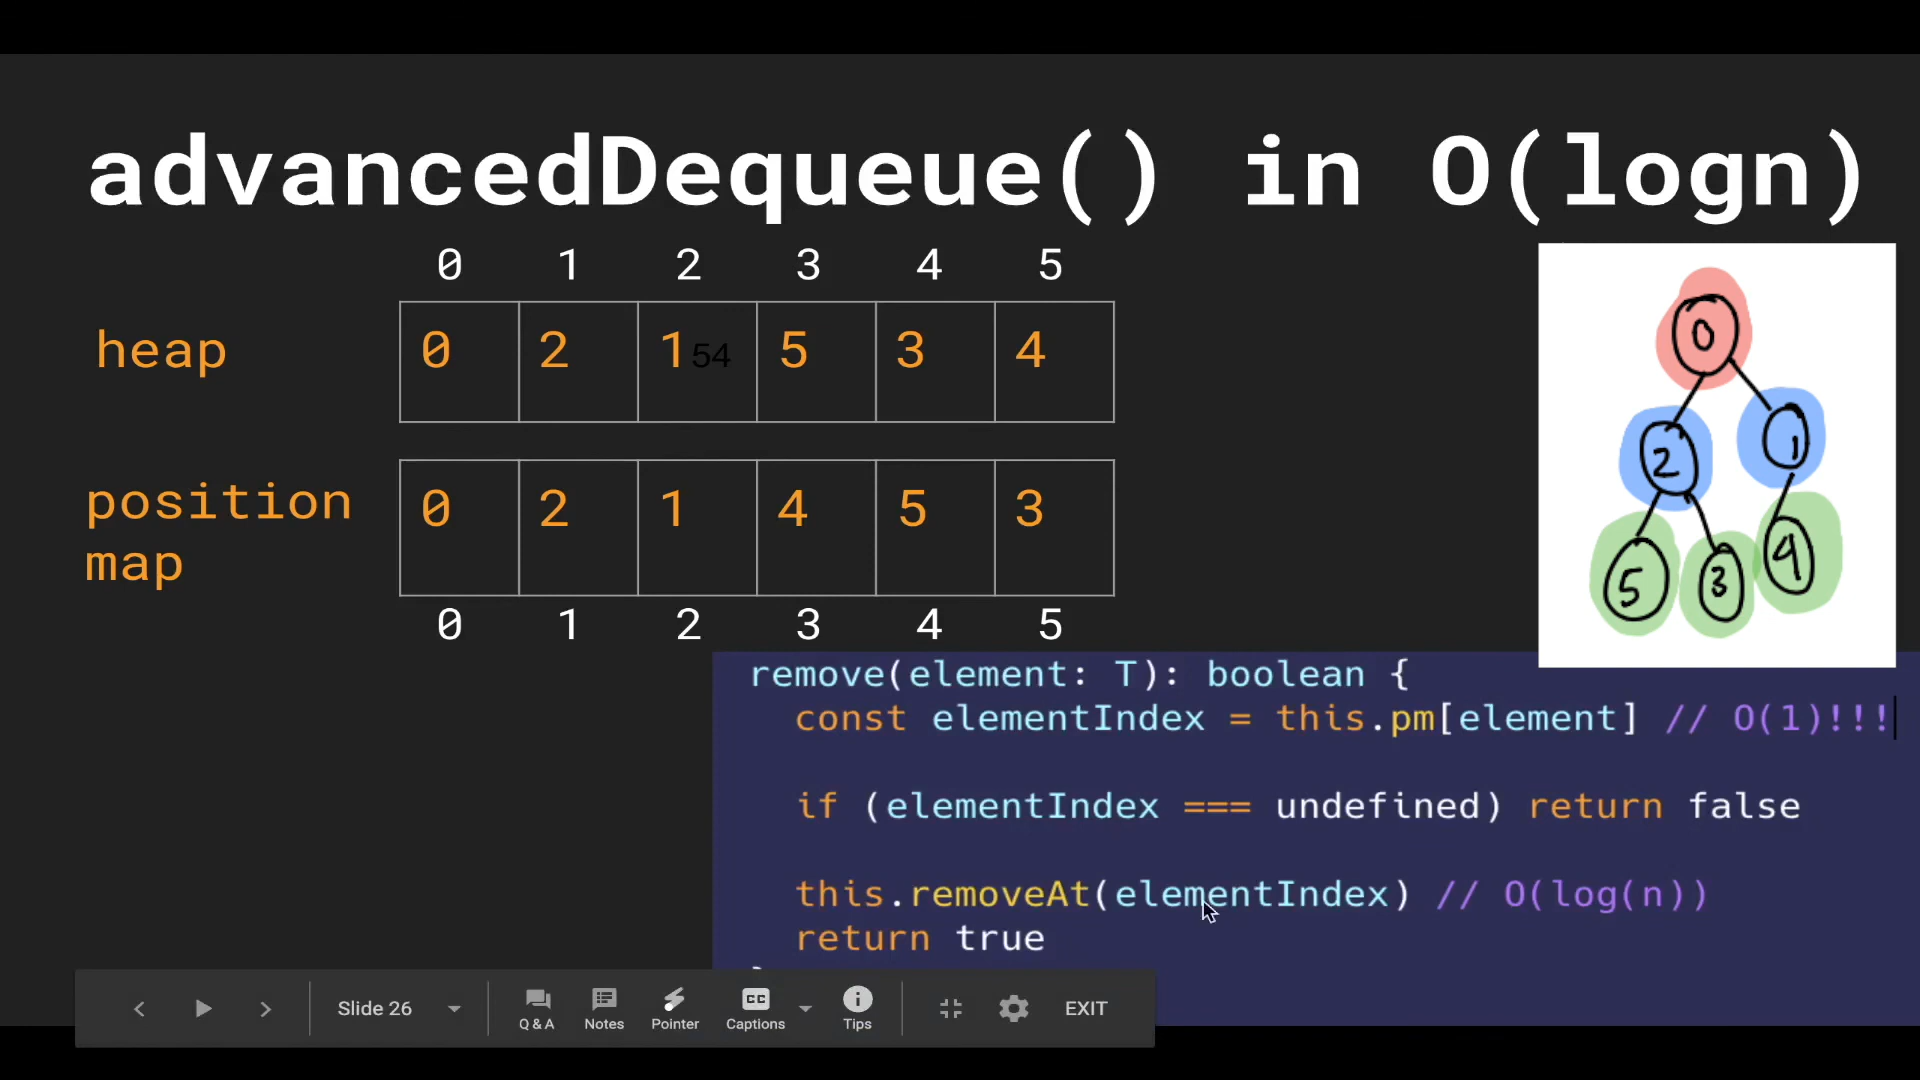 advancedDequeue() in O(logn)
0 1 2 3 4 5
heap
0 2 154 5 3 4
position
map
0 2 1 4 5 3
0 1 2 3 4 5
0
2 1
5 3 4
remove(element: T): boolean {
const elementIndex = this.pm[element] // O(1)!!!
if (elementIndex === undefined) return false
this.removeAt(elementIndex) // O(log(n))
return true
Slide 26
Q & A
Notes
Pointer
CC
Captions
Tips
EXIT